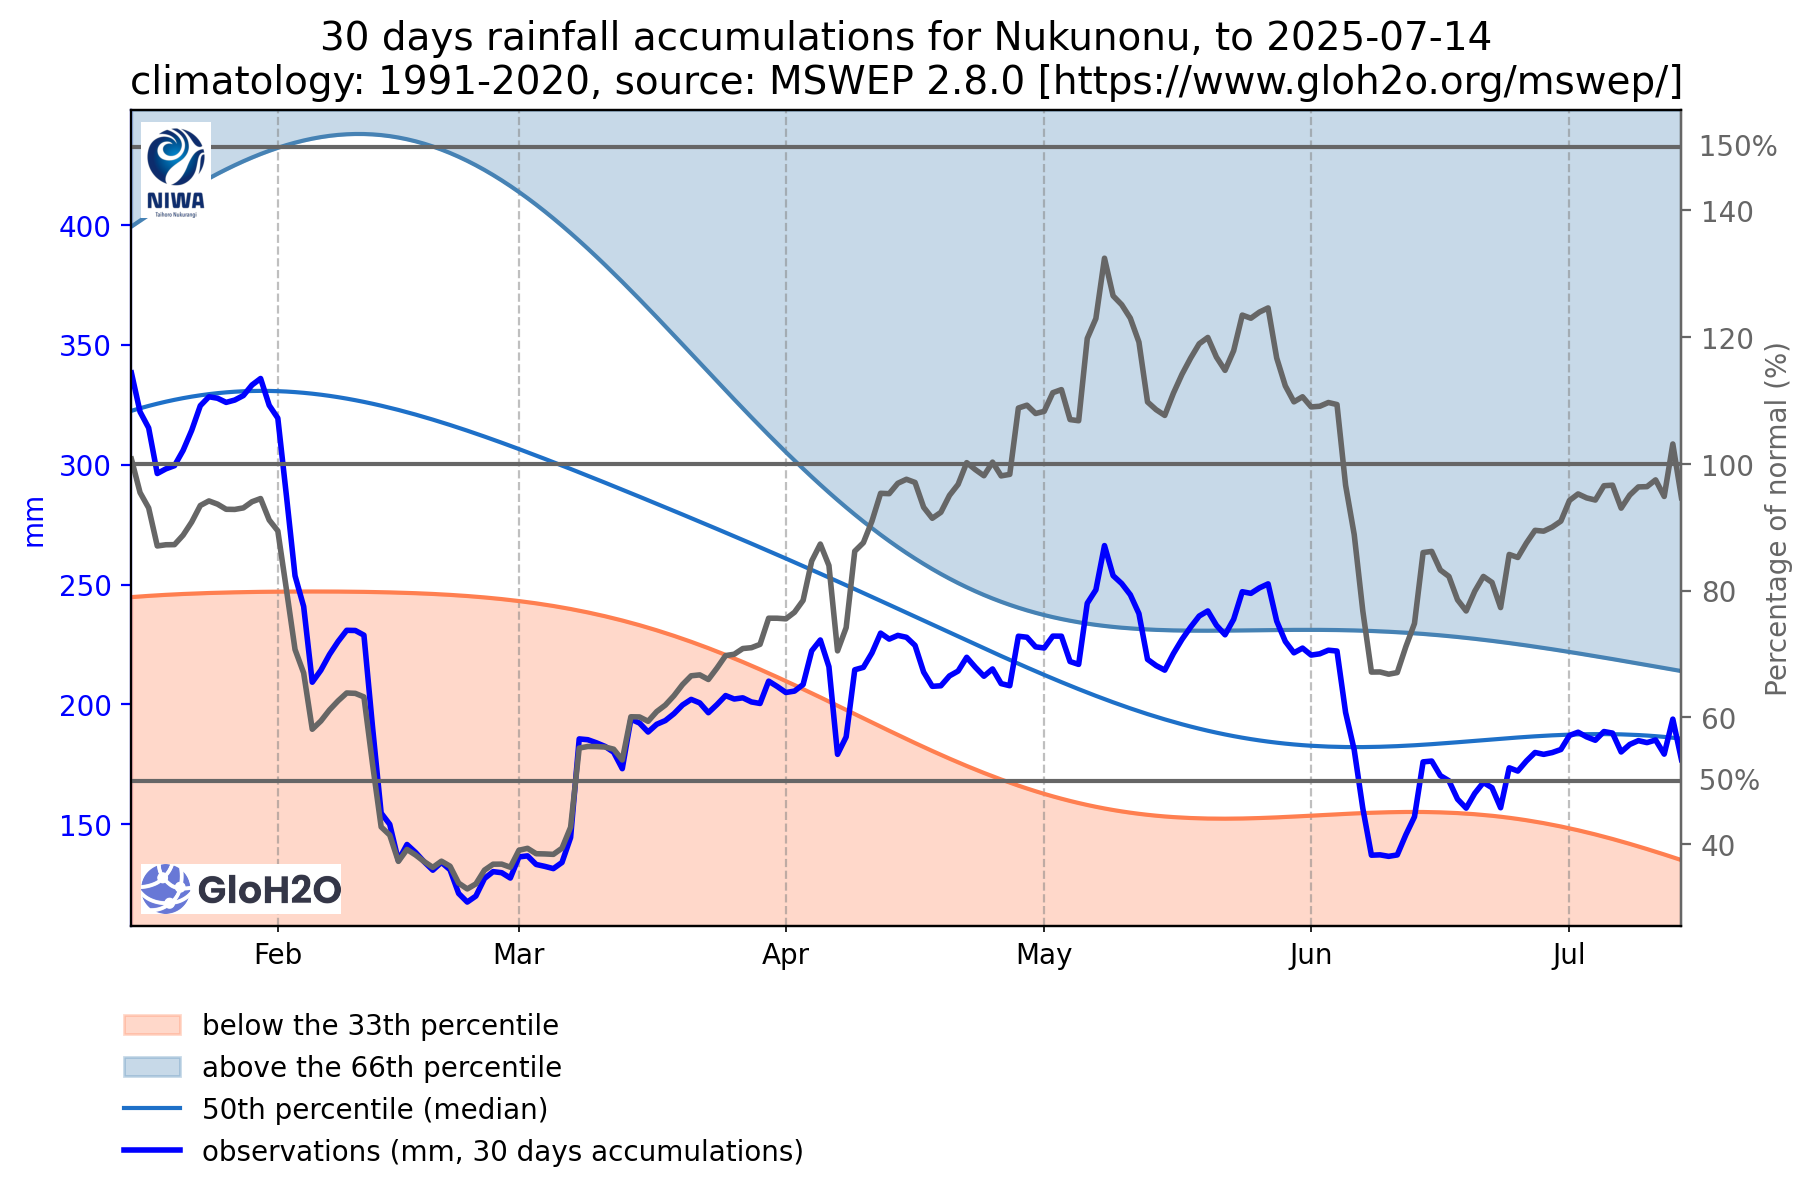 30 days rainfall accumulations for Nukunonu, to 2025-07-14
climatology: 1991-2020, source: MSWEP 2.8.0 [https://www.gloh2o.org/mswep/]
NIWA
Taihoro Nukurangi
400
350
300
250
200
150
mm
150%
140
120
100
80
60
50%
40
Percentage of normal (%)
GloH2O
Feb
Mar
Apr
May
Jun
Jul
below the 33th percentile
above the 66th percentile
50th percentile (median)
observations (mm, 30 days accumulations)